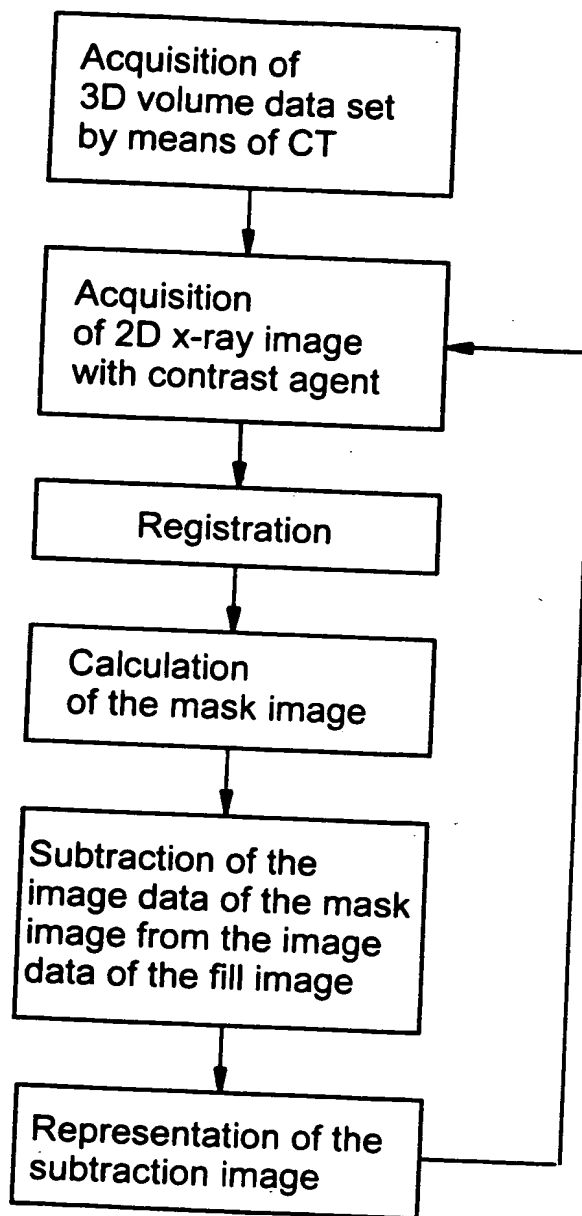 Acquisition of
3D volume data set
by means of CT
Acquisition
of 2D x-ray image
with contrast agent
Registration
Calculation
of the mask image
Subtraction of the
image data of the mask
image from the image
data of the fill image
Representation of the
subtraction image